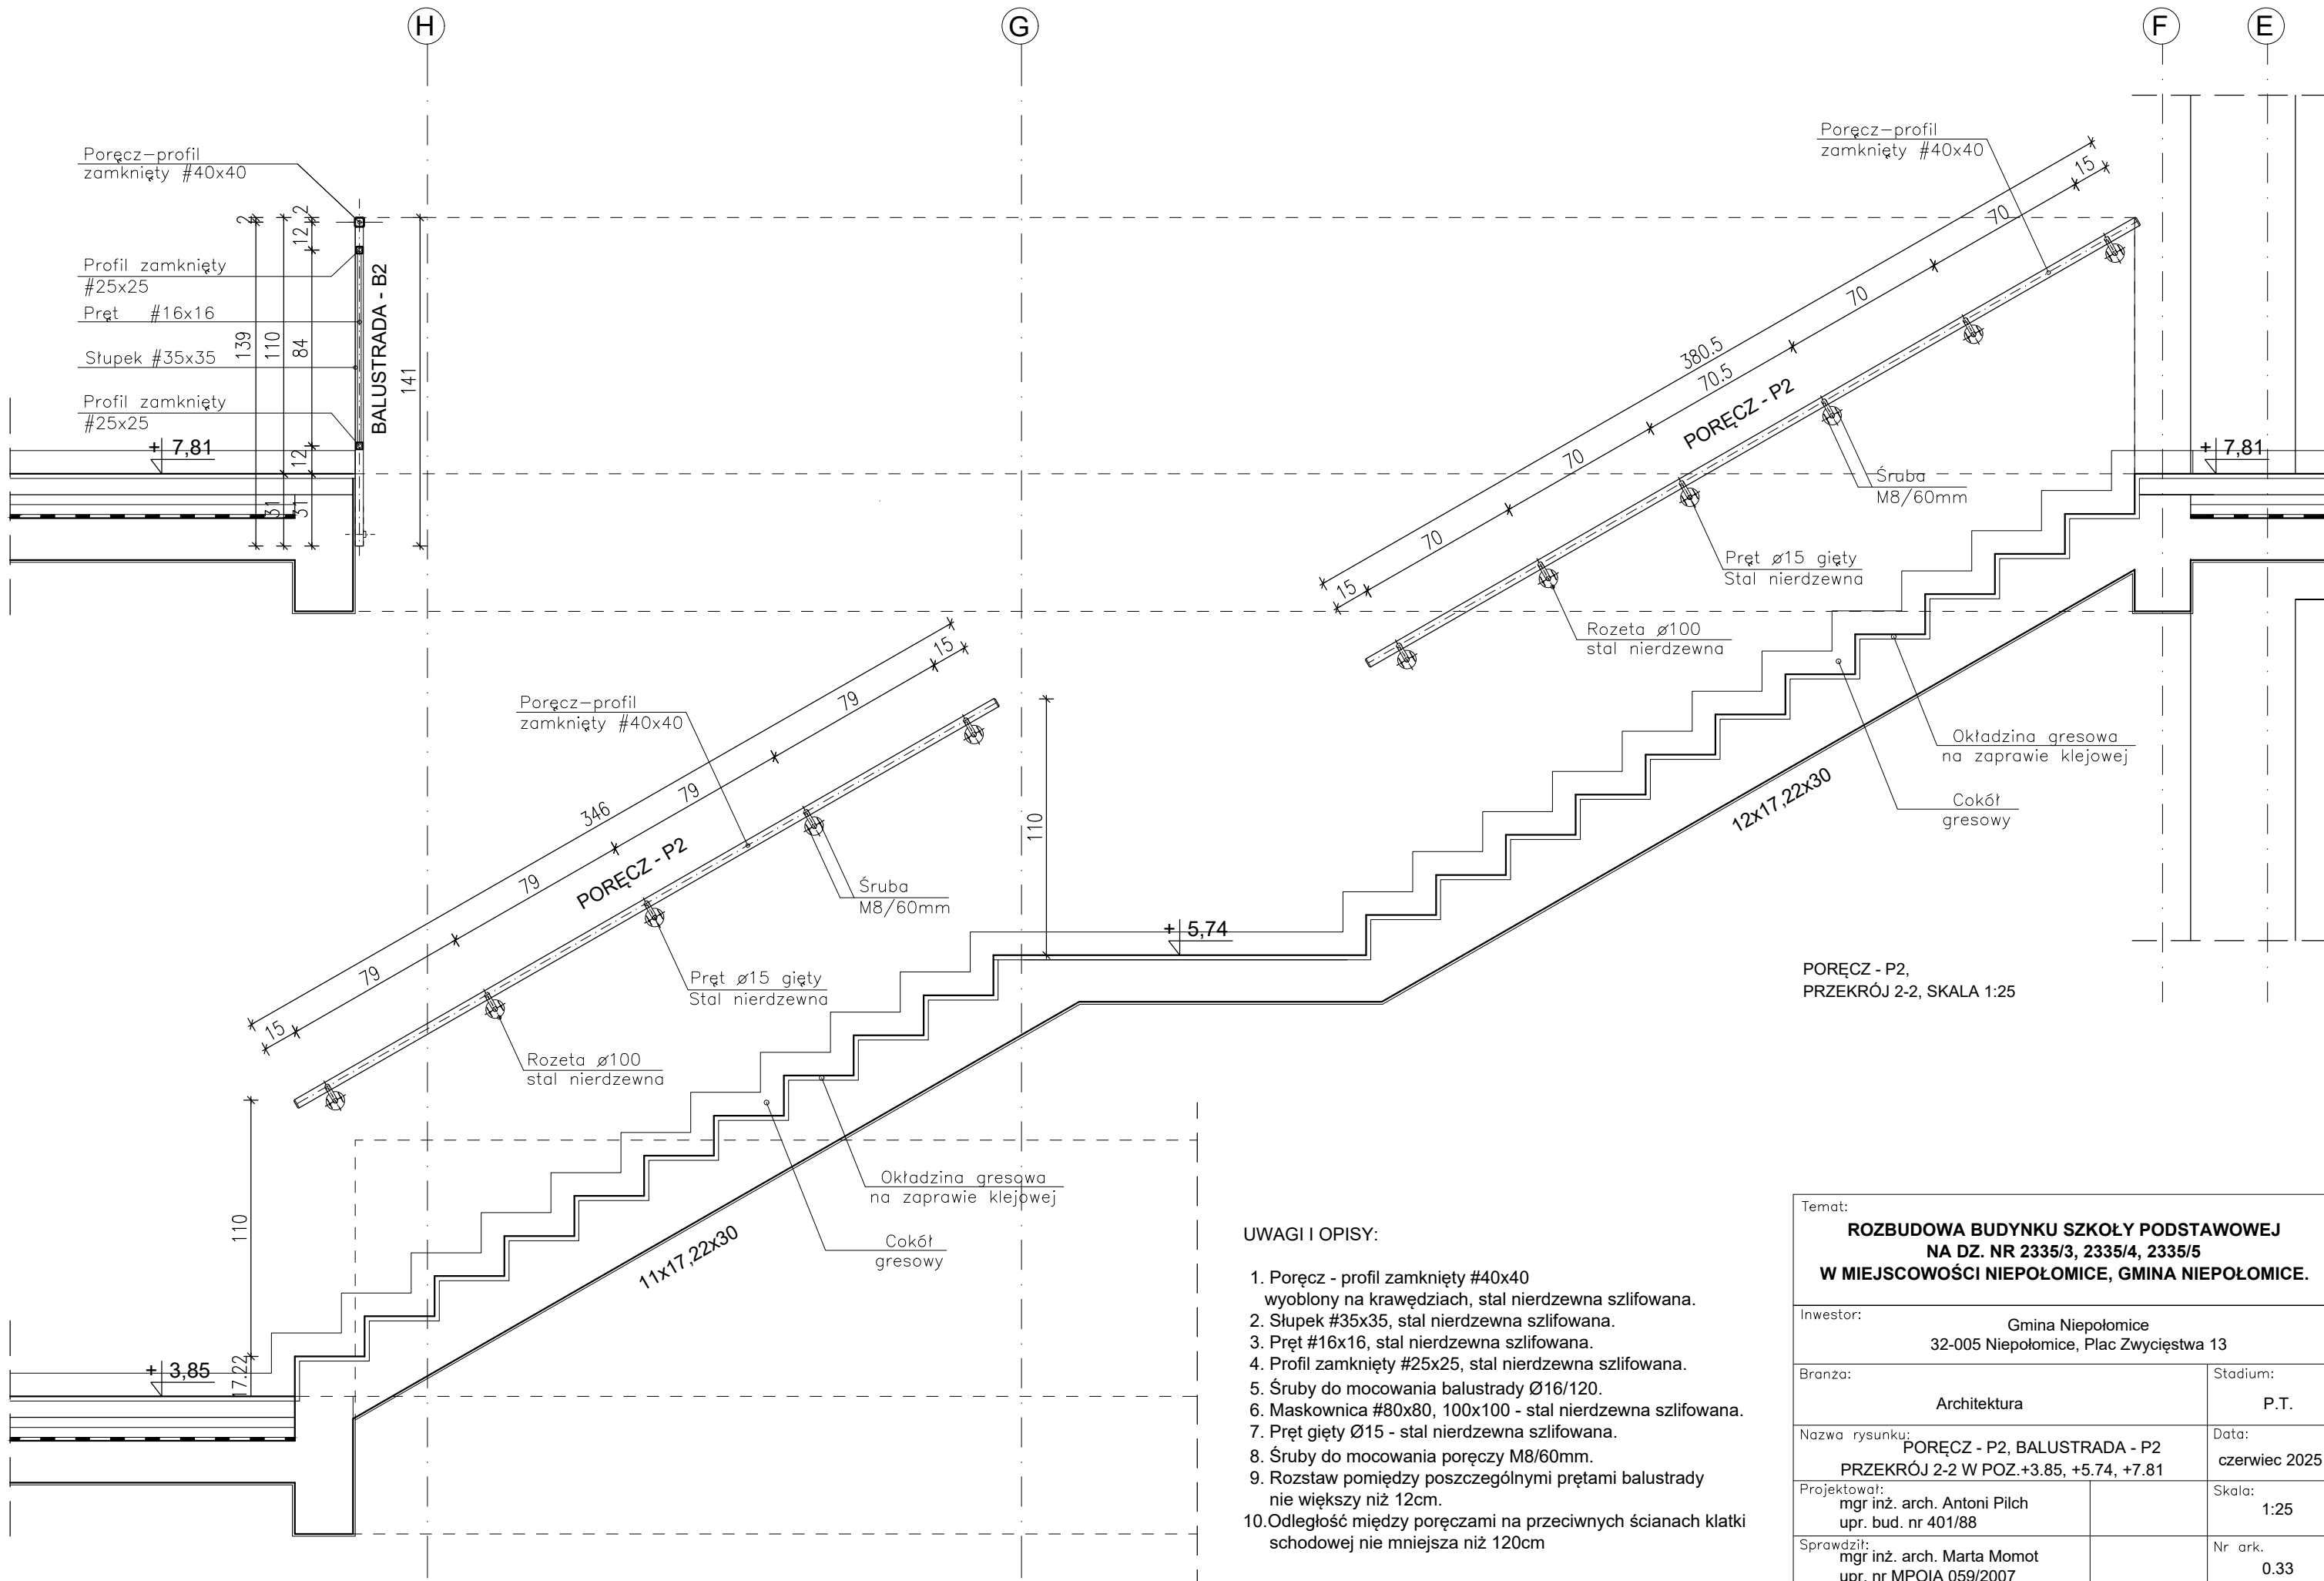 H
G
F
E
Poręcz-profil
zamknięty #40x40
Profil zamknięty
#25x25
Pręt #16x16
Słupek #35x35
Profil zamknięty
#25x25
2
12
2
139
110
84
12
31
31
BALUSTRADA - B2
141
+ 7,81
Poręcz-profil
zamknięty #40x40
15
70
70
380.5
70.5
70
70
15
PORĘCZ - P2
Śruba
M8/60mm
Pręt ø15 gięty
Stal nierdzewna
Rozeta ø100
stal nierdzewna
+ 7,81
Okładzina gresowa
na zaprawie klejowej
Cokół
gresowy
12x17,22x30
Poręcz-profil
zamknięty #40x40
15
79
79
346
79
79
15
PORĘCZ - P2
Śruba
M8/60mm
Pręt ø15 gięty
Stal nierdzewna
Rozeta ø100
stal nierdzewna
110
+ 5,74
PORĘCZ - P2,
PRZEKRÓJ 2-2, SKALA 1:25
Okładzina gresowa
na zaprawie klejowej
Cokół
gresowy
11x17,22x30
110
17.22
+ 3,85
UWAGI I OPISY:
1. Poręcz - profil zamknięty #40x40
wyoblony na krawędziach, stal nierdzewna szlifowana.
2. Słupek #35x35, stal nierdzewna szlifowana.
3. Pręt #16x16, stal nierdzewna szlifowana.
4. Profil zamknięty #25x25, stal nierdzewna szlifowana.
5. Śruby do mocowania balustrady Ø16/120.
6. Maskownica #80x80, 100x100 - stal nierdzewna szlifowana.
7. Pręt gięty Ø15 - stal nierdzewna szlifowana.
8. Śruby do mocowania poręczy M8/60mm.
9. Rozstaw pomiędzy poszczególnymi prętami balustrady
nie większy niż 12cm.
10.Odległość między poręczami na przeciwnych ścianach klatki
schodowej nie mniejsza niż 120cm
Temat:
ROZBUDOWA BUDYNKU SZKOŁY PODSTAWOWEJ
NA DZ. NR 2335/3, 2335/4, 2335/5
W MIEJSCOWOŚCI NIEPOŁOMICE, GMINA NIEPOŁOMICE.
Inwestor:
Gmina Niepołomice
32-005 Niepołomice, Plac Zwycięstwa 13
Branża:
Architektura
Stadium:
P.T.
Nazwa rysunku:
PORĘCZ - P2, BALUSTRADA - P2
PRZEKRÓJ 2-2 W POZ.+3.85, +5.74, +7.81
Data:
czerwiec 2025
Projektował:
mgr inż. arch. Antoni Pilch
upr. bud. nr 401/88
Skala:
1:25
Sprawdził:
mgr inż. arch. Marta Momot
upr. nr MPOIA 059/2007
Nr ark.
0.33